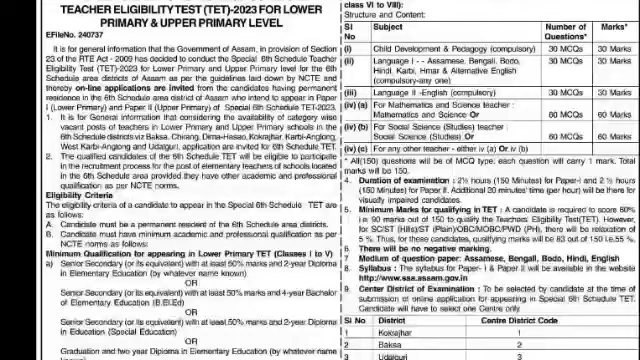 TEACHER ELIGIBILITY TEST (TET)-2023 FOR LOWER
PRIMARY & UPPER PRIMARY LEVEL
EFileNo. 240737
It is for general information that the Government of Assam, in provision of Section
23 of the RTE Act - 2009 has decided to conduct the Special 6th Schedule Teacher
Eligibility Test (TET)-2023 for Lower Primary and Upper Primary level for the 6th
Schedule area districts of Assam as per the guidelines laid down by NCTE and
thereby on-line applications are invited from the candidates having permanent
residence in the 6th Schedule area district of Assam who intend to appear in Paper
I (Lower Primary) and Paper II (Upper Primary) of Special 6th Schedule TET-2023.
1. It is for General Information that considering the availability of category wise
vacant posts of teachers in Lower Primary and Upper Primary schools in the
6th Schedule districts viz Baksa, Chirang, Dima-Hasao, Kokrajhar, Karbi-Anglong,
West Karbi-Anglong and Udalguri, application are invited for 6th Schedule TET.
2. The qualified candidates of the 6th Schedule TET will be eligible to participate
in the recruitment process for the post of elementary teachers of schools located
in the 6th Schedule area provided they have other academic and professional
qualification as per NCTE norms.
Eligibility Criteria
The eligibility criteria of a candidate to appear in the Special 6th Schedule TET are
as follows:
A. Candidate must be a permanent resident of the 6th Schedule area districts.
B. Candidate must have minimum academic and professional qualification as per
NCTE norms as follows:
Minimum Qualification for appearing in Lower Primary TET (Classes I to V)
a) Senior Secondary (or its equivalent) with at least 50% marks and 2-year Diploma
in Elementary Education (by whatever name known)
OR
Senior Secondary (or its equivalent) with at least 50% marks and 4-year Bachelor
of Elementary Education (B.El.Ed)
OR
Senior Secondary (or its equivalent) with at least 50% marks and 2-year Diploma
in Education (Special Education)
OR
Graduation and two year Diploma in Elementary Education (by whatever name
class VI to VIII):
Structure and Content:
Sl No Subject Number of Questions* Marks*
(i) Child Development & Pedagogy (compulsory) 30 MCQs 30 Marks
(ii) Language I - - Assamese, Bengali, Bodo, 30 MCQs 30 Marks
Hindi, Karbi, Hmar & Alternative English
(compulsory-any one)
(iii) Language II -English (compulsory) 30 MCQs 30 Marks
(iv) (a) For Mathematics and Science teacher :
Mathematics and Science Or 60 MCQs 60 Marks
(iv) (b) For Social Science (Studies) teacher :
Social Science (Studies) Or 60 MCQs 60 Marks
(iv) (c) For any other teacher - either iv (a) Or iv (b)
* All(150) questions will be of MCQ type; each question will carry 1 mark. Total
marks will be 150.
4. Duration of examination : 2½ hours (150 Minutes) for Paper-I and 2 ½ hours
(150 Minutes) for Paper II. Additional 20 minutes' time (per hour) will be there for
visually impaired candidates.
5. Minimum Marks for qualifying in TET : A candidate is required to score 60%
i.e 90 marks out of 150 to qualify the Teachers' Eligibility Test(TET). However,
for SC/ST (Hills)/ST (Plain)/OBC/MOBC/PWD (PH), there will be relaxation of
5 %. Thus, for these candidates, qualifying marks will be 83 out of 150 i.e.55 %.
6. There will be no negative marking.
7. Medium of question paper: Assamese, Bengali, Bodo, Hindi, English
8. Syllabus : The syllabus for Paper- I & Paper II will be available in the website
http://www.ssa.assam.gov.in
9. Center District of Examination : To be selected by candidate at the time of
submission of online application for appearing in Special 6th Schedule TET.
Candidate will have to select one Centre only
Sl No District Centre District Code
1 Kokrajhar 1
2 Baksa 2
3 Udalguri 3